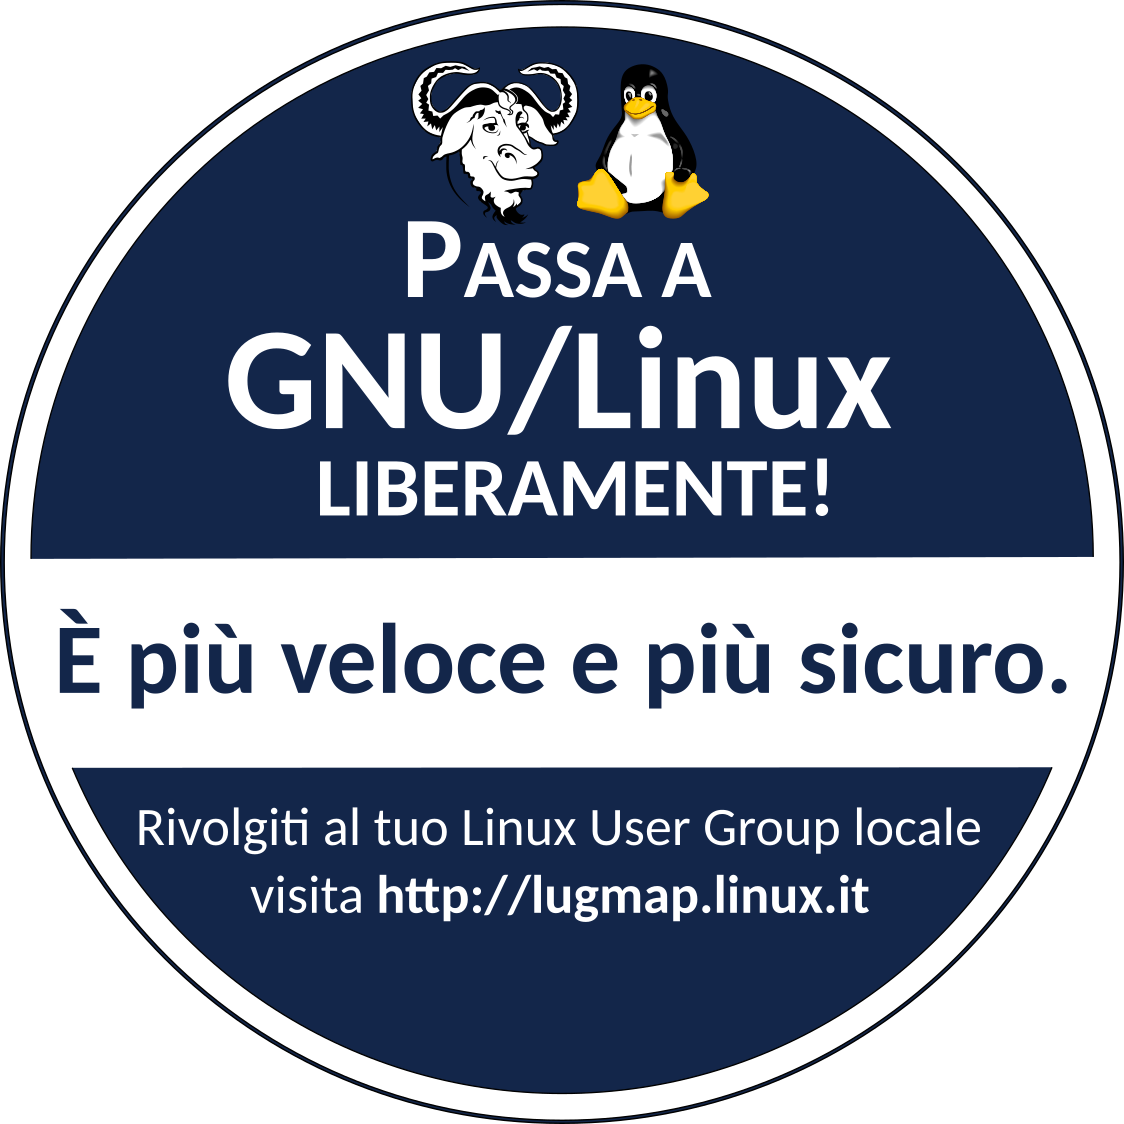 PASSA A
GNU/Linux
LIBERAMENTE!
È più veloce e più sicuro.
Rivolgiti al tuo Linux User Group locale
visita http://lugmap.linux.it